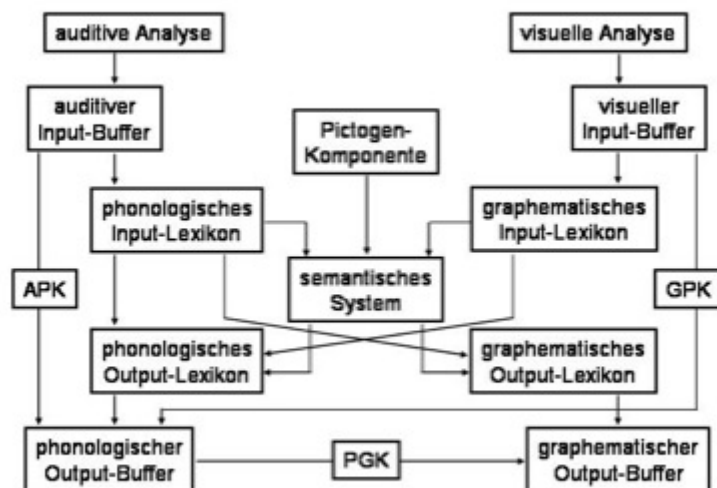 auditive Analyse
visuelle Analyse
auditiver
Input-Buffer
Pictogen-
Komponente
visueller
Input-Buffer
phonologisches
Input-Lexikon
graphematisches
Input-Lexikon
APK
semantisches
System
GPK
phonologisches
Output-Lexikon
graphematisches
Output-Lexikon
phonologischer
Output-Buffer
PGK
graphematischer
Output-Buffer